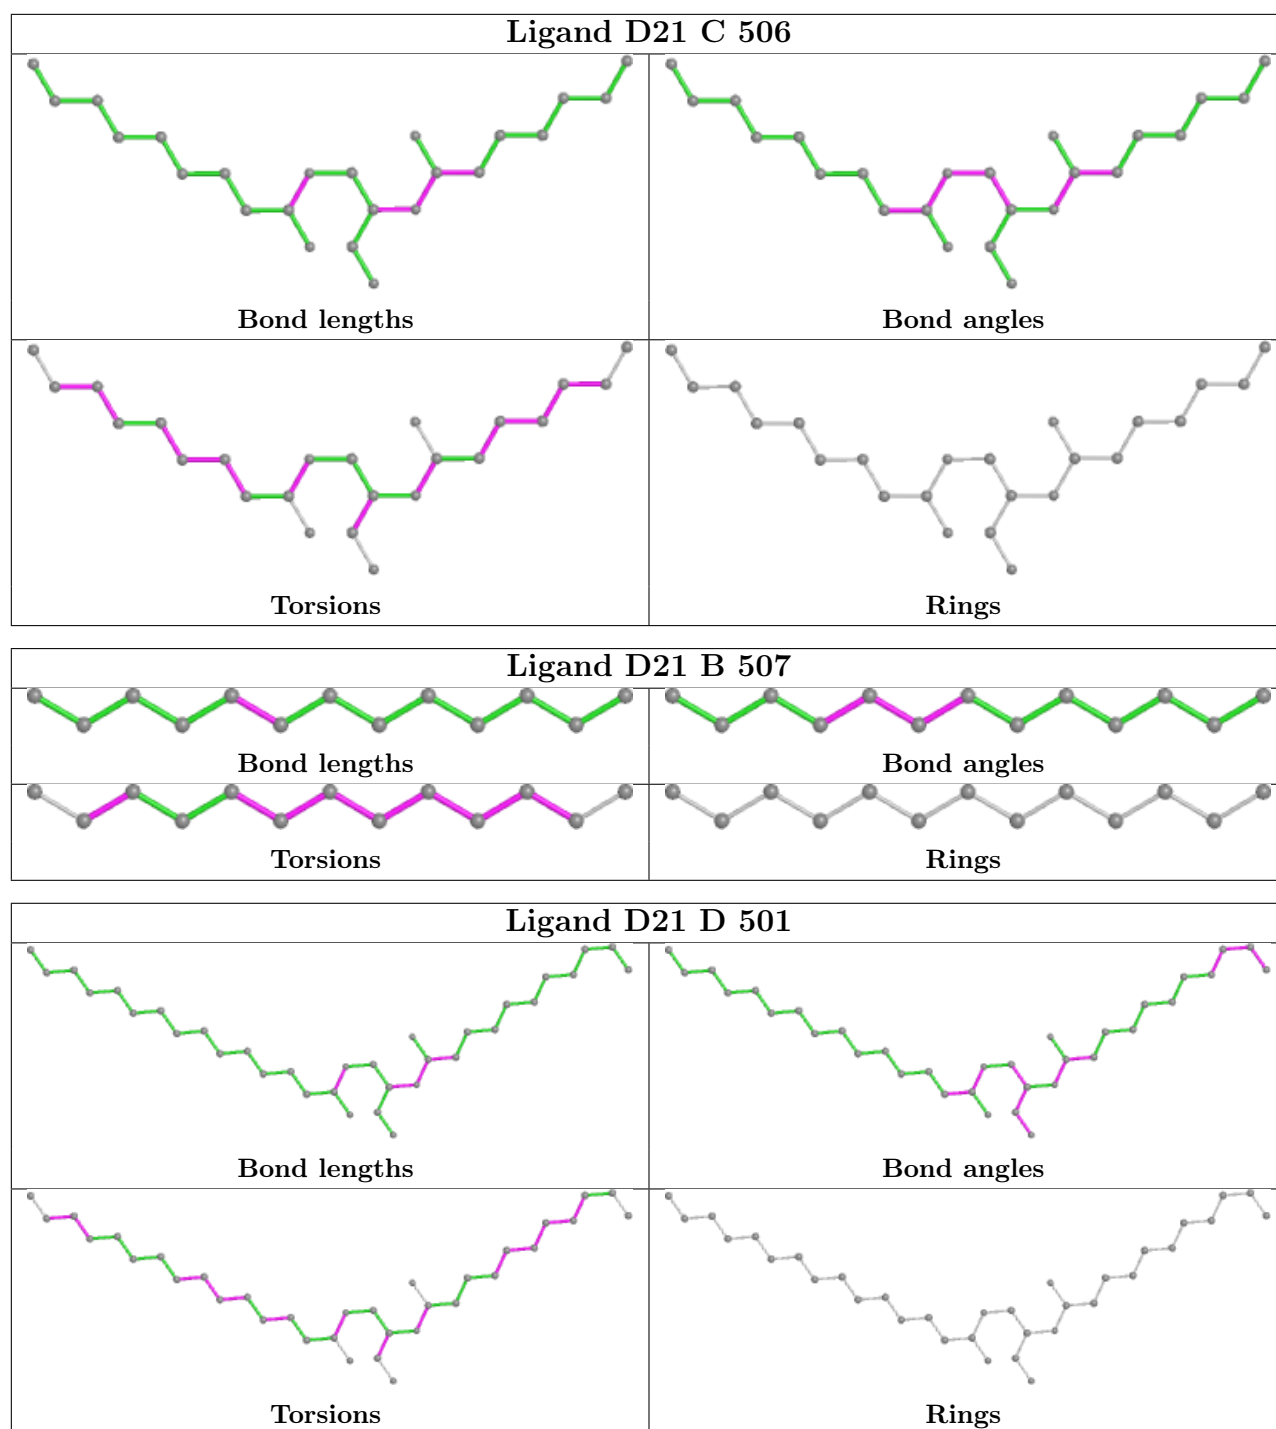 Ligand D21 C 506
Bond lengths
Bond angles
Torsions
Rings
Ligand D21 B 507
Bond lengths
Bond angles
Torsions
Rings
Ligand D21 D 501
Bond lengths
Bond angles
Torsions
Rings